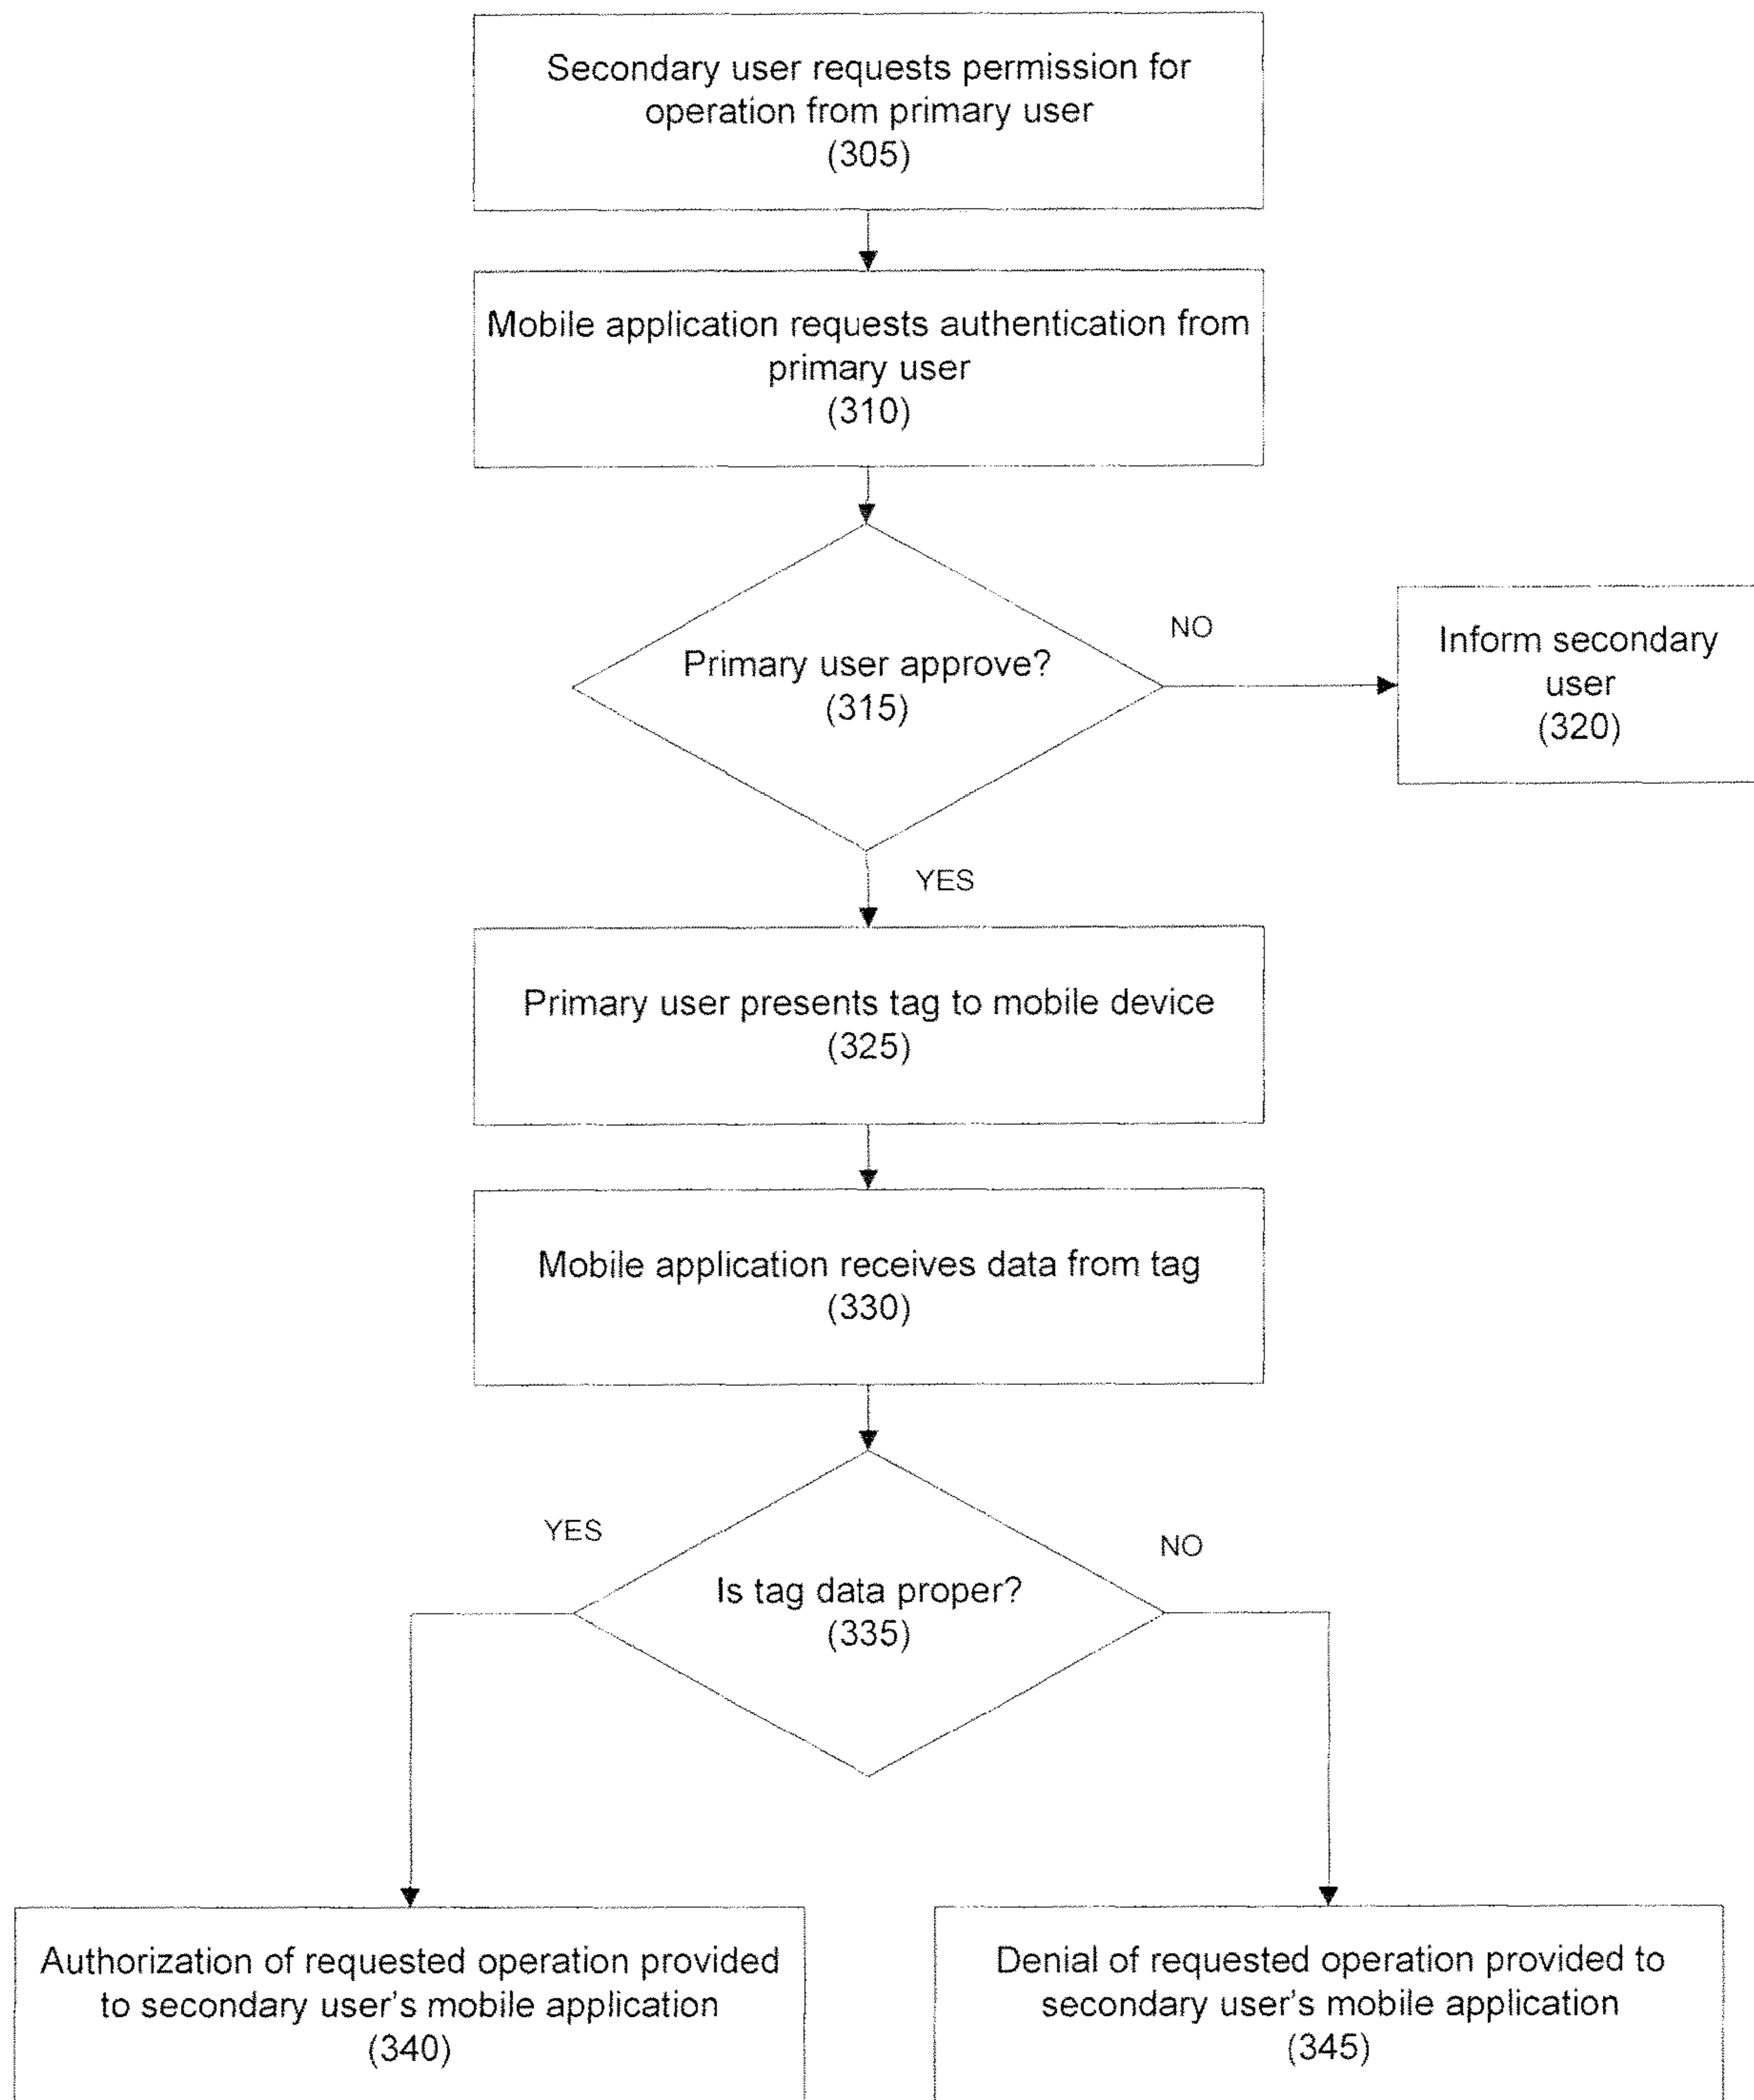 Secondary user requests permission for
operation from primary user
(305)
Mobile application requests authentication from
primary user
(310)
Primary user approve?
(315)
NO
Inform secondary
user
(320)
YES
Primary user presents tag to mobile device
(325)
Mobile application receives data from tag
(330)
YES
NO
Is tag data proper?
(335)
Authorization of requested operation provided
to secondary user's mobile application
(340)
Denial of requested operation provided to
secondary user's mobile application
(345)